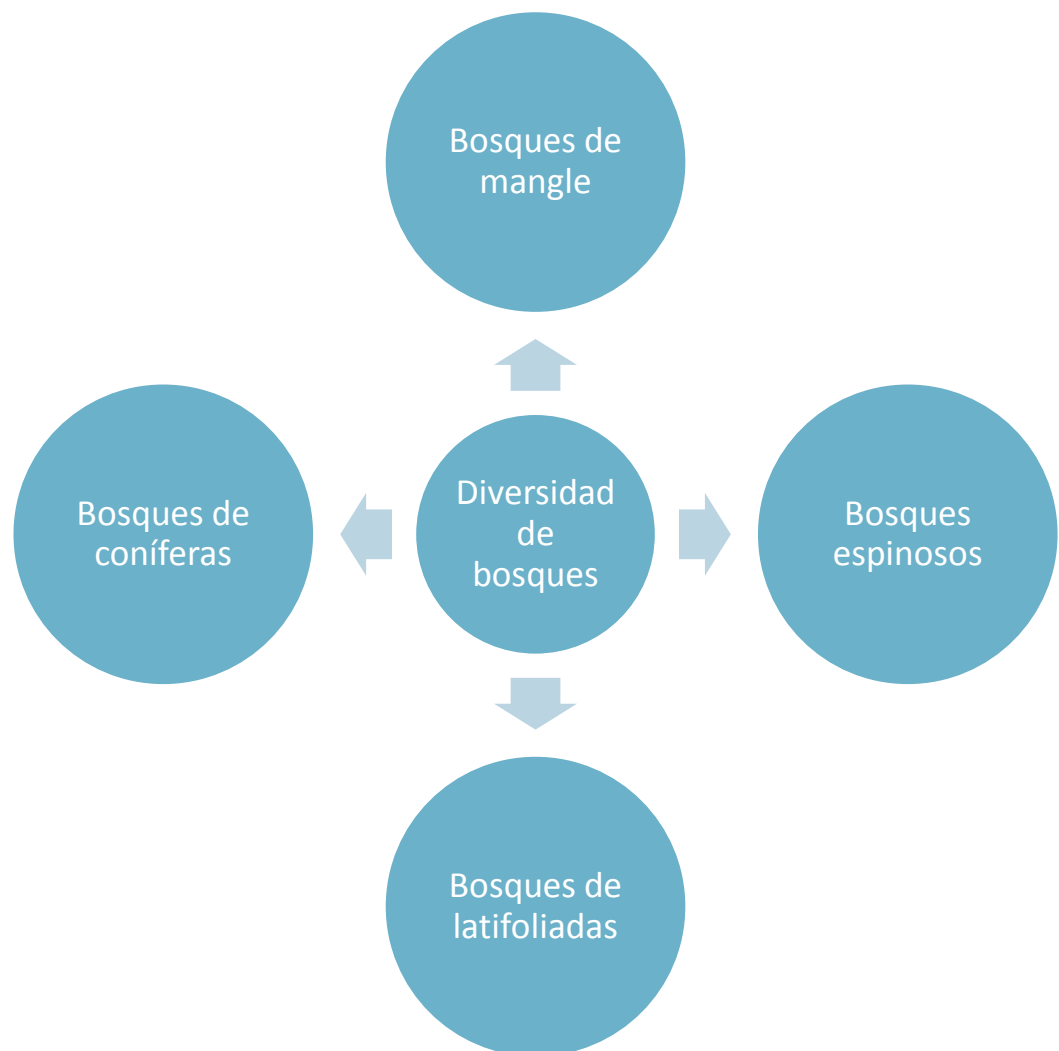 Bosques de
mangle
Bosques de
coníferas
Diversidad
de
bosques
Bosques
espinosos
Bosques de
latifoliadas